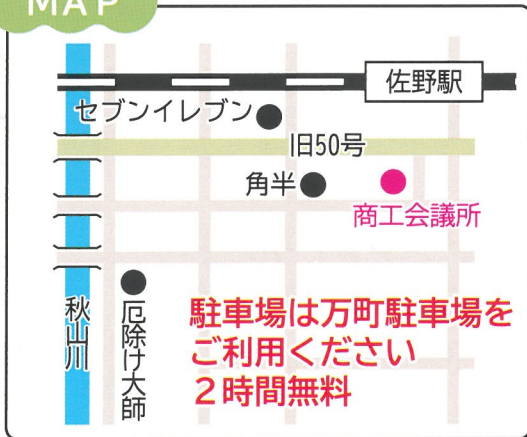 MAP
佐野駅
セブンイレブン
旧50号
角半
商工会議所
秋山川
厄除け大師
駐車場は万町駐車場を
ご利用ください
２時間無料